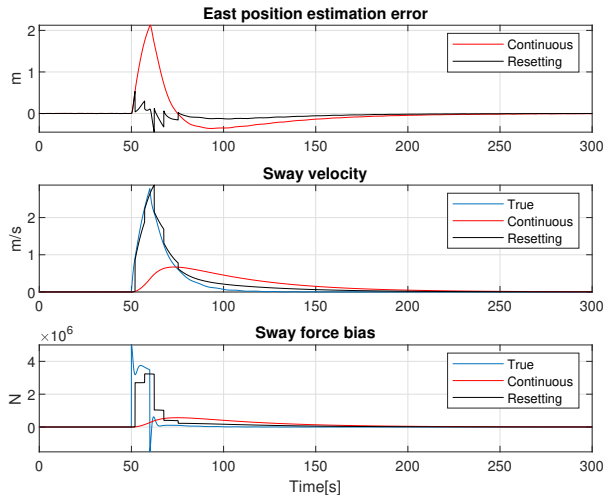 East position estimation error
2
1
0
m
Continuous
Resetting
0 50 100 150 200 250 300
Sway velocity
2
1
0
m/s
True
Continuous
Resetting
0 50 100 150 200 250 300
Sway force bias
×10⁶
4
2
0
N
True
Continuous
Resetting
0 50 100 150 200 250 300
Time[s]